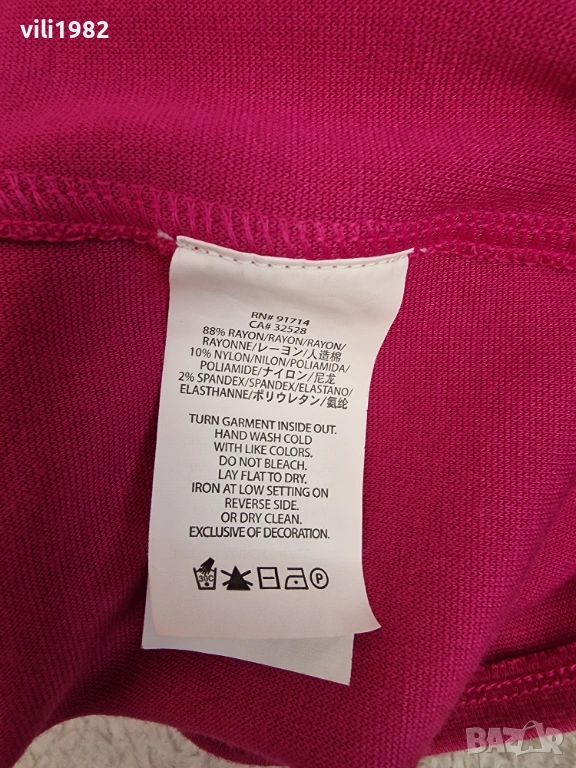 vili1982
RN# 91714
CA# 32528
88% RAYON/RAYON/RAYON/
RAYONNE/レーヨン/人造棉
10% NYLON/NILON/POLIAMIDA/
POLIAMIDE/ナイロン/尼龙
2% SPANDEX/SPANDEX/ELASTANO/
ELASTHANNE/ポリウレタン/氨纶
TURN GARMENT INSIDE OUT.
HAND WASH COLD
WITH LIKE COLORS.
DO NOT BLEACH.
LAY FLAT TO DRY.
IRON AT LOW SETTING ON
REVERSE SIDE.
OR DRY CLEAN.
EXCLUSIVE OF DECORATION.
30C P
BAZAR